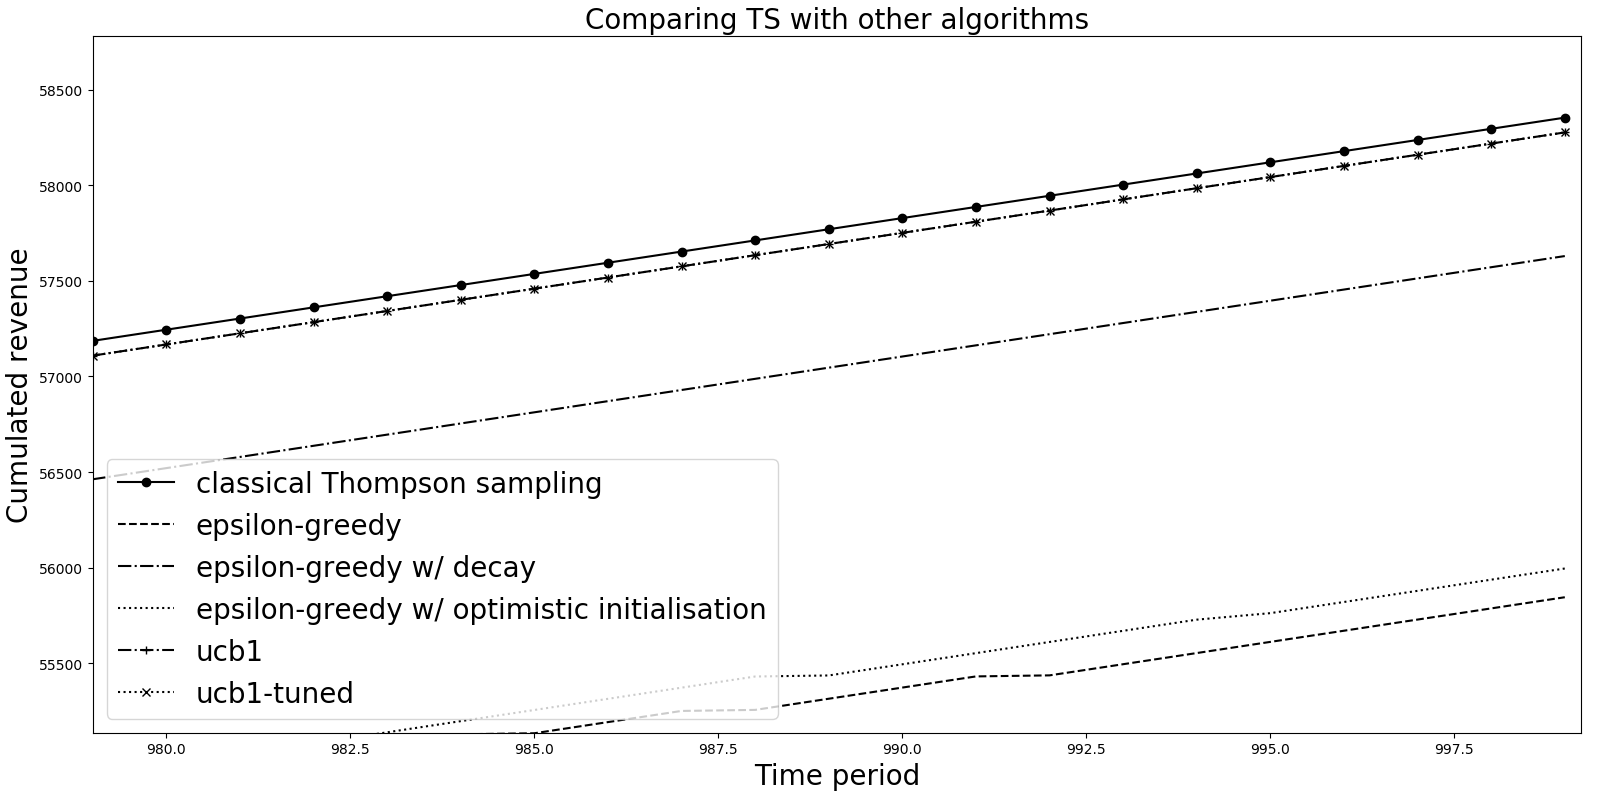 Comparing TS with other algorithms
Cumulated revenue
58500
58000
57500
57000
56500
56000
55500
classical Thompson sampling
epsilon-greedy
epsilon-greedy w/ decay
epsilon-greedy w/ optimistic initialisation
ucb1
ucb1-tuned
980.0 982.5 985.0 987.5 990.0 992.5 995.0 997.5
Time period